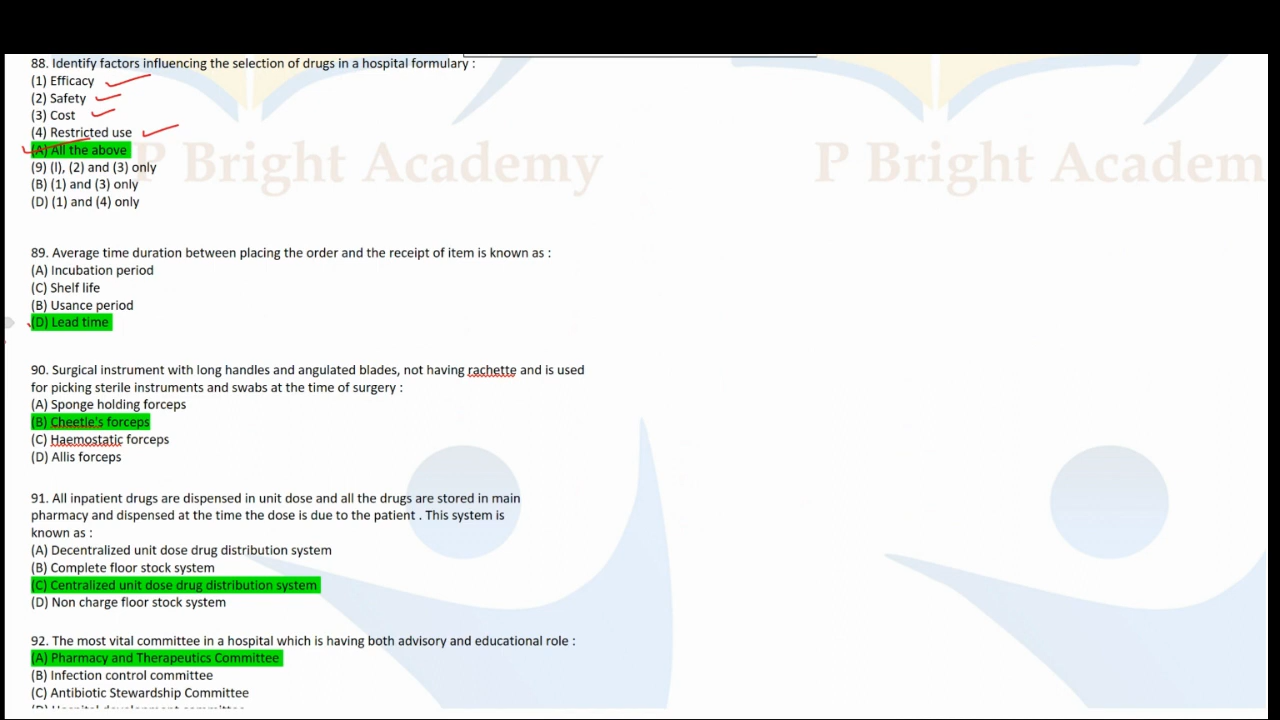 88. Identify factors influencing the selection of drugs in a hospital formulary :
(1) Efficacy
(2) Safety
(3) Cost
(4) Restricted use
(A) All the above
(9) (l), (2) and (3) only
(B) (1) and (3) only
(D) (1) and (4) only
P Bright Academy
P Bright Academy
89. Average time duration between placing the order and the receipt of item is known as :
(A) Incubation period
(C) Shelf life
(B) Usance period
(D) Lead time
90. Surgical instrument with long handles and angulated blades, not having rachette and is used
for picking sterile instruments and swabs at the time of surgery :
(A) Sponge holding forceps
(B) Cheetle's forceps
(C) Haemostatic forceps
(D) Allis forceps
91. All inpatient drugs are dispensed in unit dose and all the drugs are stored in main
pharmacy and dispensed at the time the dose is due to the patient . This system is
known as :
(A) Decentralized unit dose drug distribution system
(B) Complete floor stock system
(C) Centralized unit dose drug distribution system
(D) Non charge floor stock system
92. The most vital committee in a hospital which is having both advisory and educational role :
(A) Pharmacy and Therapeutics Committee
(B) Infection control committee
(C) Antibiotic Stewardship Committee
(D) Hospital development committee